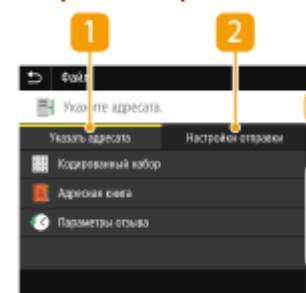 1 2
Файл
Укажите адресата.
Указать адресата Настройки отправки
Кодированный набор
Адресная книга
Параметры отзыва